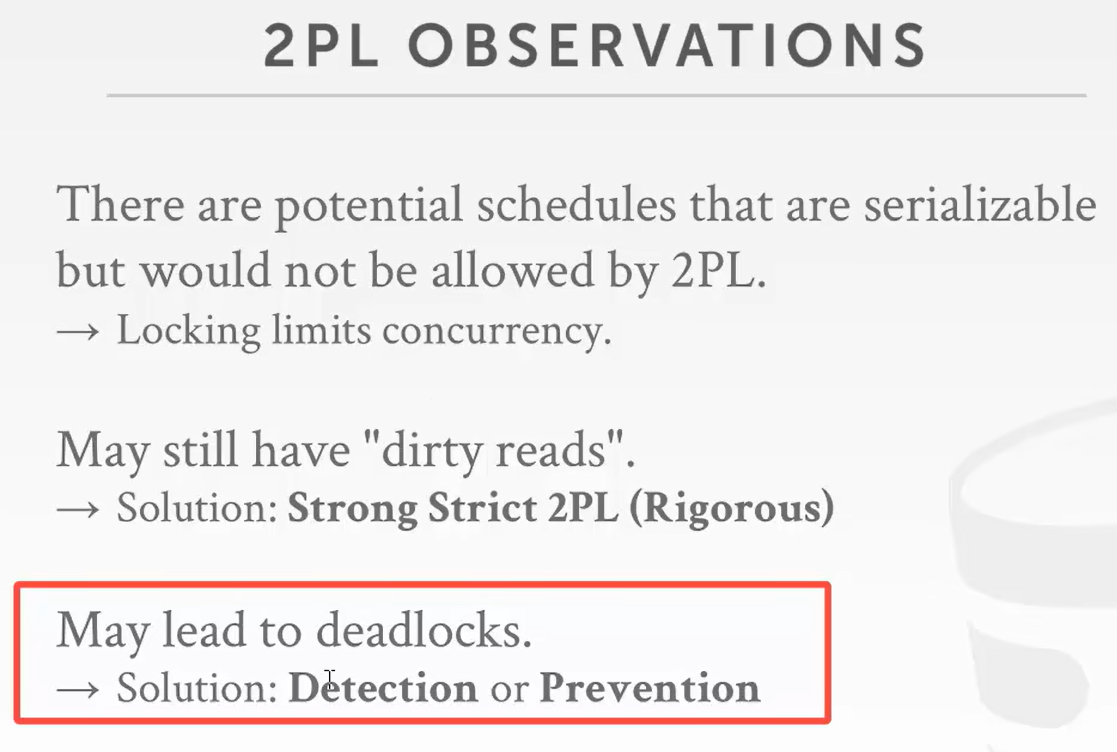 2PL OBSERVATIONS
There are potential schedules that are serializable
but would not be allowed by 2PL.
→ Locking limits concurrency.
May still have "dirty reads".
→ Solution: Strong Strict 2PL (Rigorous)
May lead to deadlocks.
→ Solution: Detection or Prevention